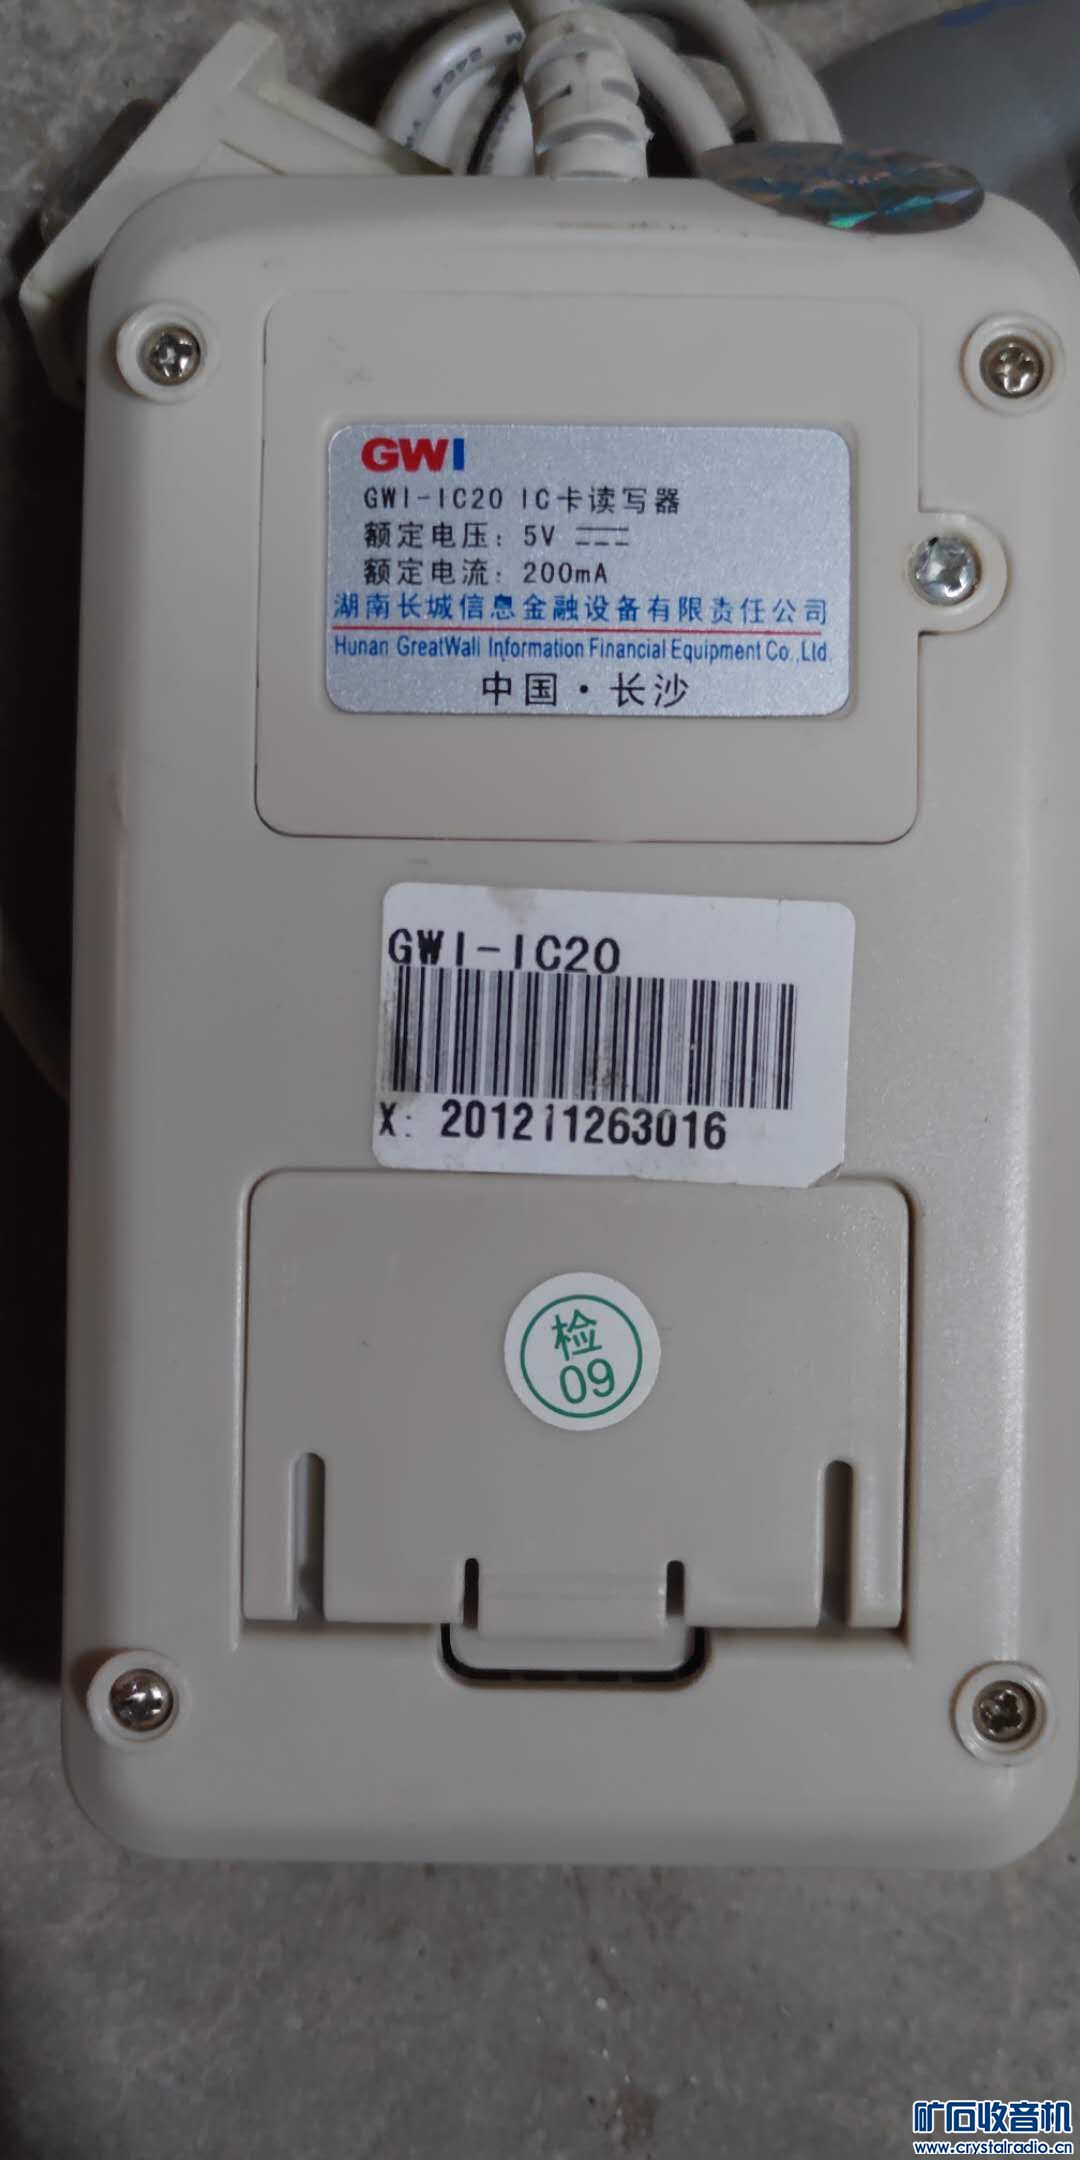 GWI
GWI-IC20 IC卡读写器
额定电压：5V
额定电流：200mA
湖南长城信息金融设备有限责任公司
Hunan GreatWall Information Financial Equipment Co.,Ltd.
中国·长沙
GWI-IC20
X: 201211263016
检
09
矿石收音机
www.crystalradio.cn